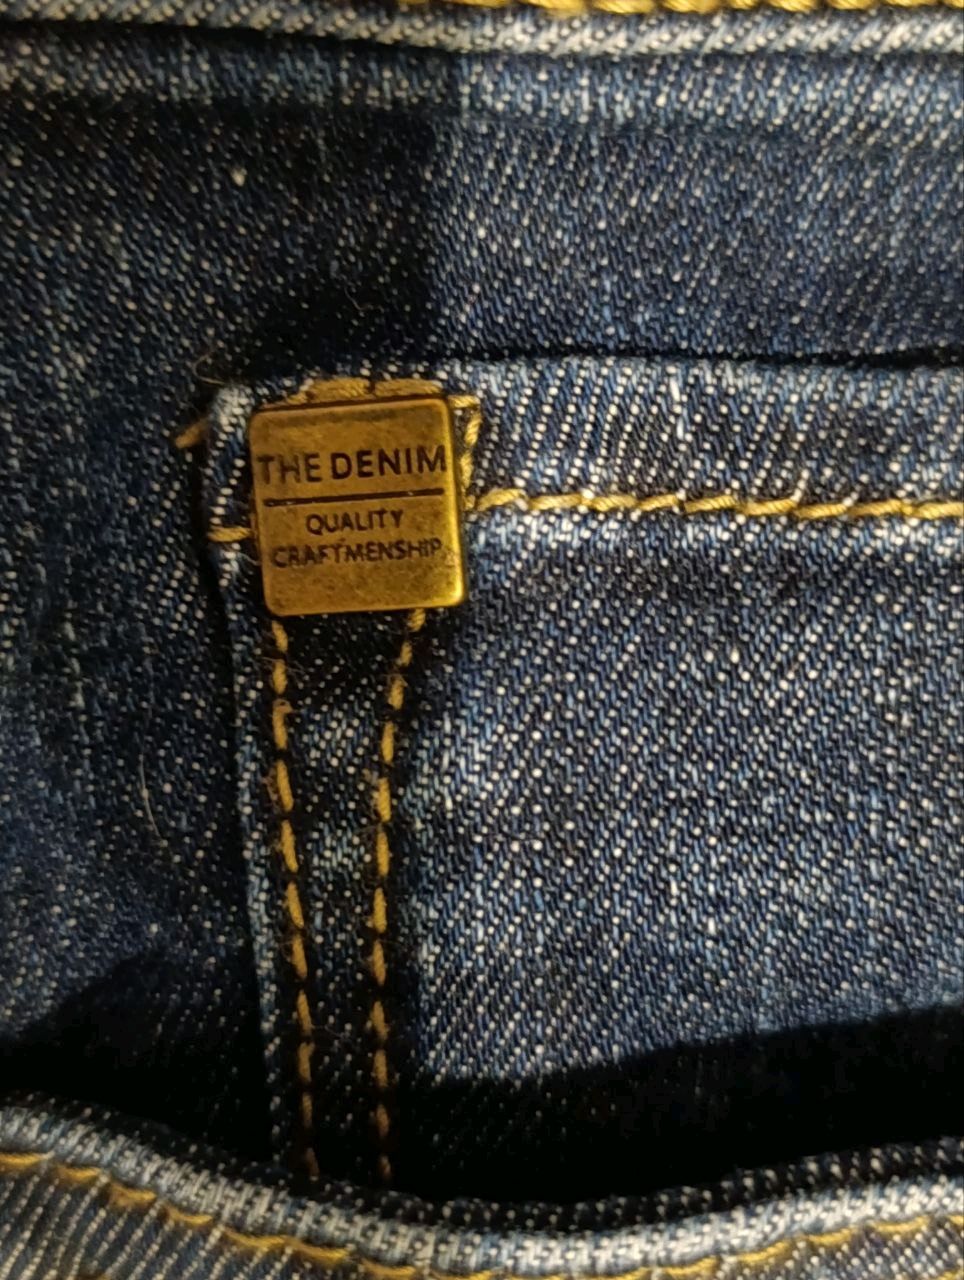 THE DENIM
QUALITY
CRAFTMENSHIP